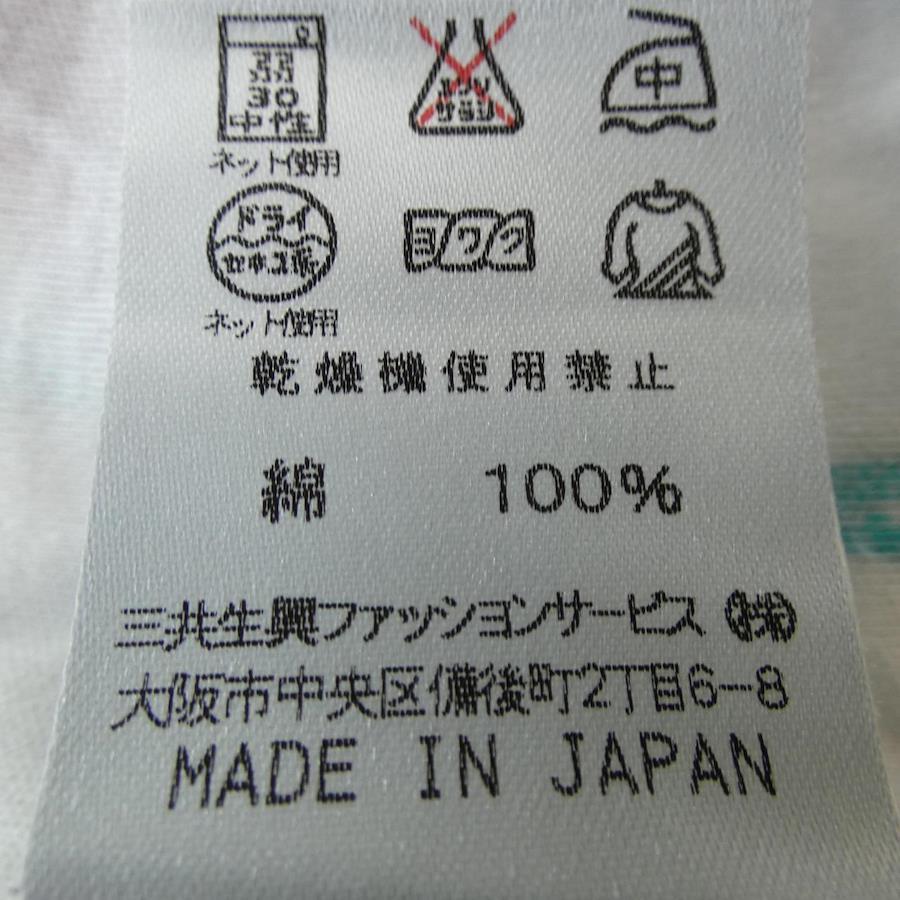 弱
30
中性
ネット使用
エンソ
サラシ
中
ドライ
セキユ系
ネット使用
ヨワク
乾燥機使用禁止
綿 100%
三共生興ファッションサービス ㈱
大阪市中央区備後町2丁目6-8
MADE IN JAPAN